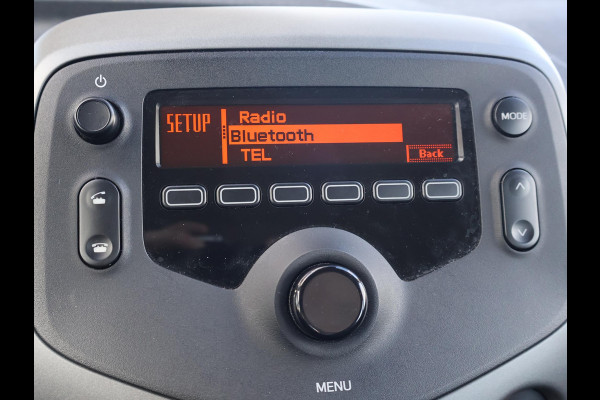 Radio
SETUP Bluetooth MODE
TEL Back
MENU